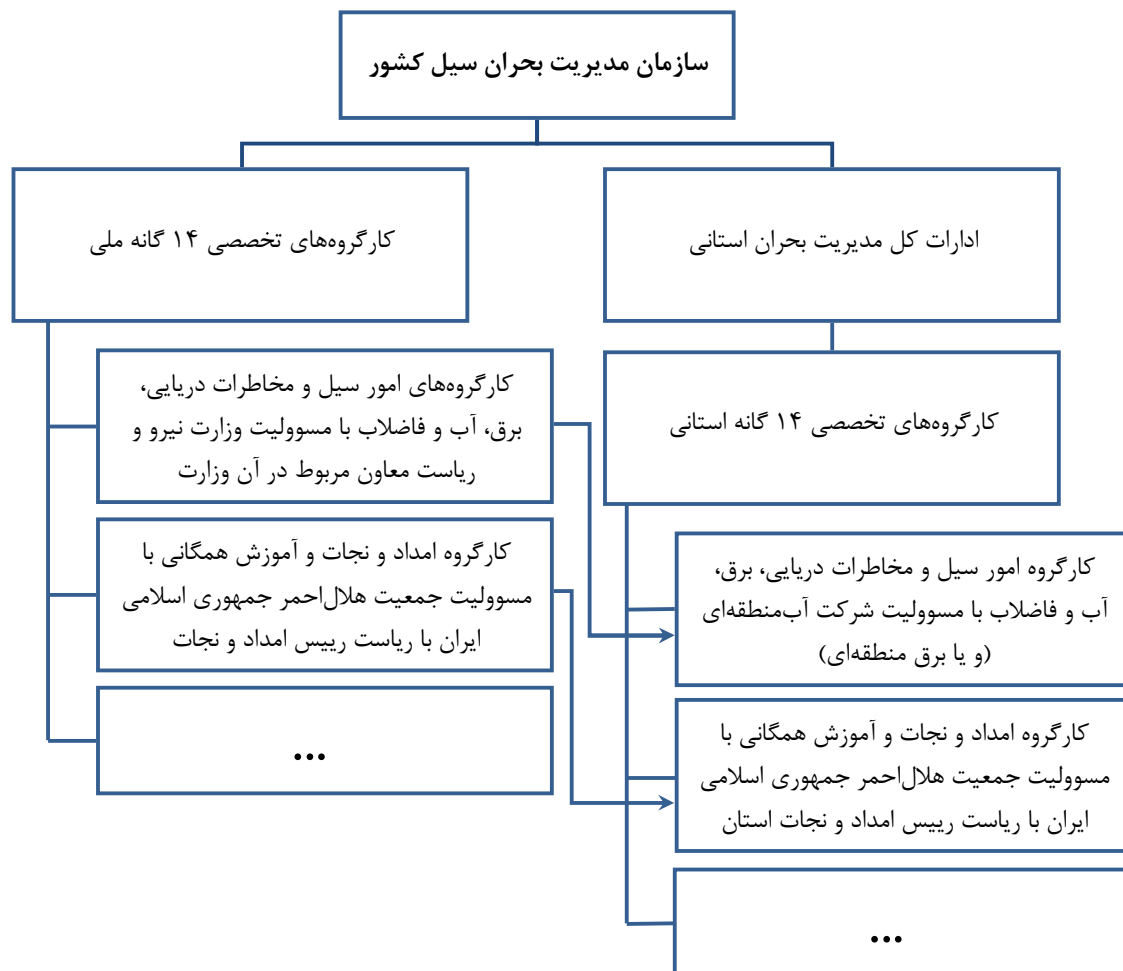 سازمان مدیریت بحران سیل کشور
ادارات کل مدیریت بحران استانی
کارگروه‌های تخصصی ۱۴ گانه ملی
کارگروه‌های تخصصی ۱۴ گانه استانی
کارگروه‌های امور سیل و مخاطرات دریایی،
برق، آب و فاضلاب با مسوولیت وزارت نیرو و
ریاست معاون مربوط در آن وزارت
کارگروه امداد و نجات و آموزش همگانی با
مسوولیت جمعیت هلال‌احمر جمهوری اسلامی
ایران با ریاست رییس امداد و نجات
...
کارگروه امور سیل و مخاطرات دریایی، برق،
آب و فاضلاب با مسوولیت شرکت آب‌منطقه‌ای
(و یا برق منطقه‌ای)
کارگروه امداد و نجات و آموزش همگانی با
مسوولیت جمعیت هلال‌احمر جمهوری اسلامی
ایران با ریاست رییس امداد و نجات استان
...